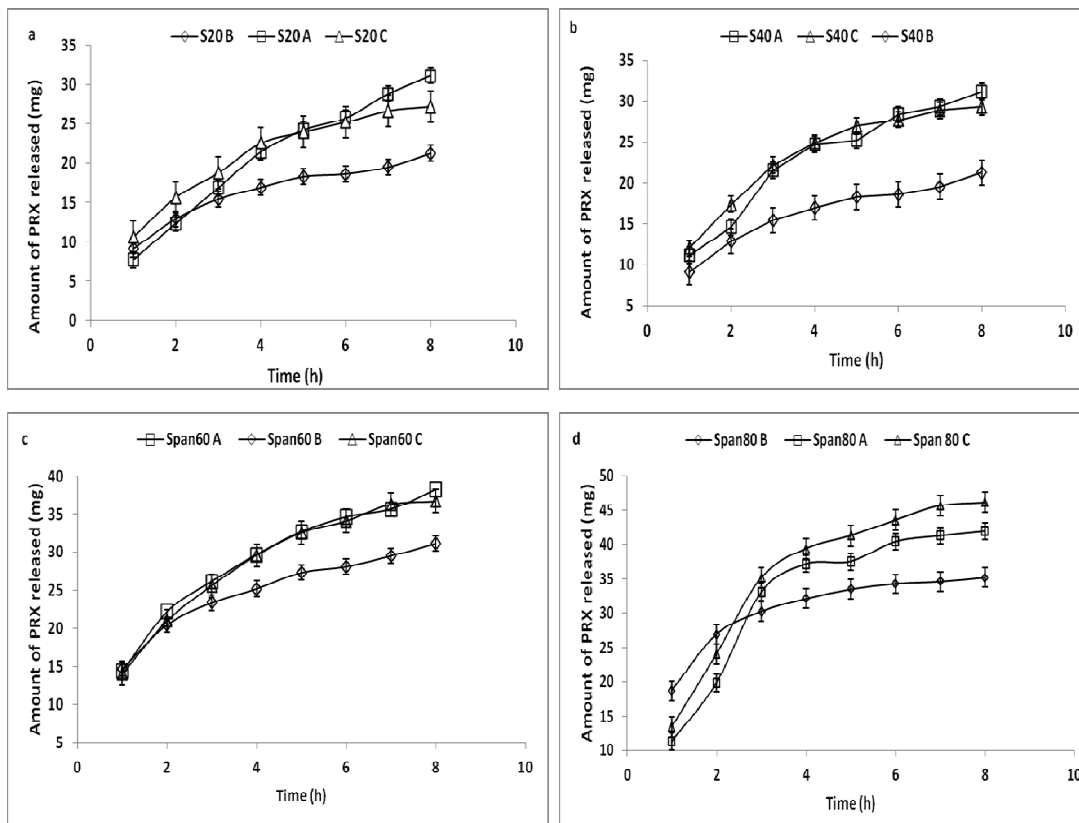 a
S20 B S20 A S20 C
Amount of PRX released (mg)
35
30
25
20
15
10
5
0
0 2 4 6 8 10
Time (h)
b
S40 A S40 C S40 B
Amount of PRX released (mg)
35
30
25
20
15
10
5
0 2 4 6 8 10
Time (h)
c
Span60 A Span60 B Span60 C
Amount of PRX released (mg)
40
35
30
25
20
15
10
5
0 2 4 6 8 10
Time (h)
d
Span80 B Span80 A Span 80 C
Amount of PRX released (mg)
50
45
40
35
30
25
20
15
10
0 2 4 6 8 10
Time (h)